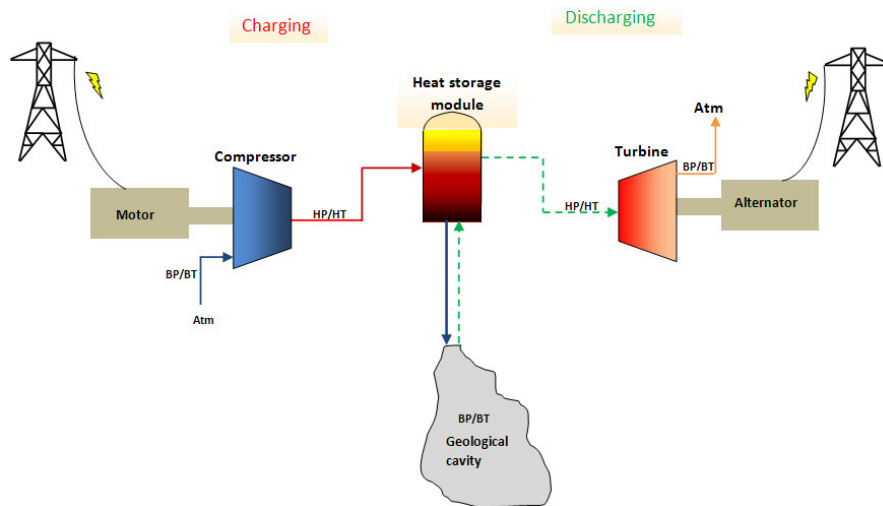 Charging
Discharging
Heat storage
module
Atm
Compressor
Turbine
BP/BT
Motor
HP/HT
HP/HT
Alternator
BP/BT
Atm
BP/BT
Geological
cavity